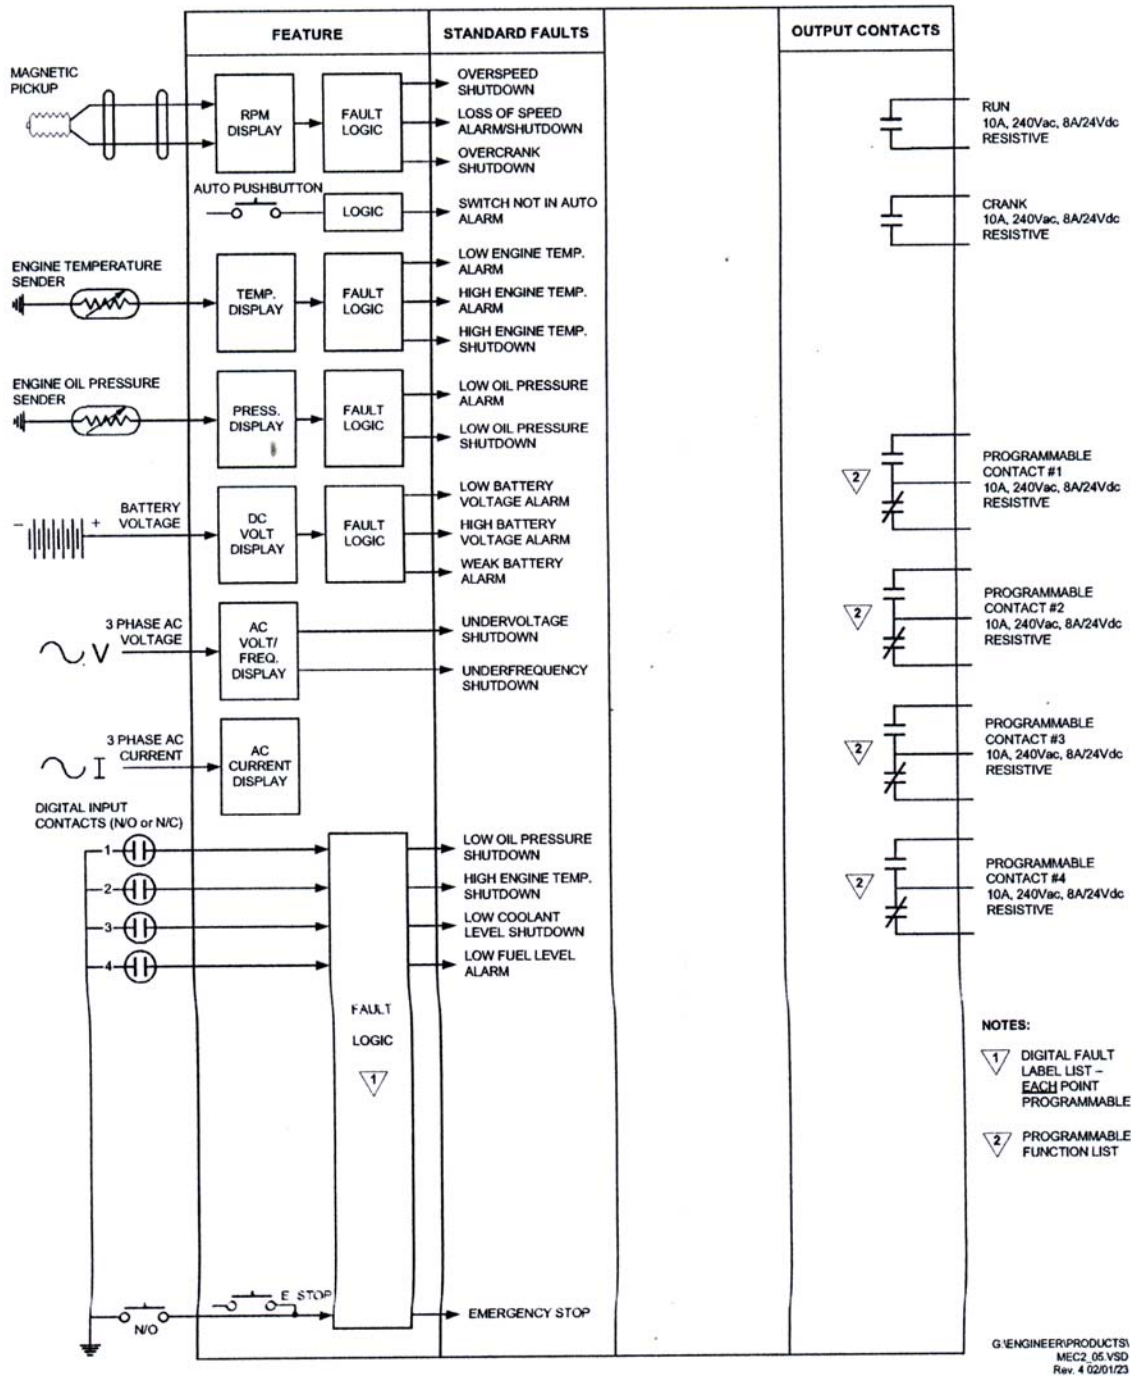 FEATURE
STANDARD FAULTS
OUTPUT CONTACTS
MAGNETIC
PICKUP
RPM
DISPLAY
FAULT
LOGIC
OVERSPEED
SHUTDOWN
LOSS OF SPEED
ALARM/SHUTDOWN
OVERCRANK
SHUTDOWN
RUN
10A, 240Vac, 8A/24Vdc
RESISTIVE
AUTO PUSHBUTTON
LOGIC
SWITCH NOT IN AUTO
ALARM
CRANK
10A, 240Vac, 8A/24Vdc
RESISTIVE
ENGINE TEMPERATURE
SENDER
TEMP.
DISPLAY
FAULT
LOGIC
LOW ENGINE TEMP.
ALARM
HIGH ENGINE TEMP.
ALARM
HIGH ENGINE TEMP.
SHUTDOWN
ENGINE OIL PRESSURE
SENDER
PRESS.
DISPLAY
FAULT
LOGIC
LOW OIL PRESSURE
ALARM
LOW OIL PRESSURE
SHUTDOWN
2
PROGRAMMABLE
CONTACT #1
10A, 240Vac, 8A/24Vdc
RESISTIVE
- +
BATTERY
VOLTAGE
DC
VOLT
DISPLAY
FAULT
LOGIC
LOW BATTERY
VOLTAGE ALARM
HIGH BATTERY
VOLTAGE ALARM
WEAK BATTERY
ALARM
2
PROGRAMMABLE
CONTACT #2
10A, 240Vac, 8A/24Vdc
RESISTIVE
3 PHASE AC
VOLTAGE
V
AC
VOLT/
FREQ.
DISPLAY
UNDERVOLTAGE
SHUTDOWN
UNDERFREQUENCY
SHUTDOWN
2
PROGRAMMABLE
CONTACT #3
10A, 240Vac, 8A/24Vdc
RESISTIVE
3 PHASE AC
CURRENT
I
AC
CURRENT
DISPLAY
DIGITAL INPUT
CONTACTS (N/O or N/C)
1
2
3
4
LOW OIL PRESSURE
SHUTDOWN
HIGH ENGINE TEMP.
SHUTDOWN
LOW COOLANT
LEVEL SHUTDOWN
LOW FUEL LEVEL
ALARM
2
PROGRAMMABLE
CONTACT #4
10A, 240Vac, 8A/24Vdc
RESISTIVE
FAULT
LOGIC
1
NOTES:
1 DIGITAL FAULT
LABEL LIST –
EACH POINT
PROGRAMMABLE
2 PROGRAMMABLE
FUNCTION LIST
N/O
E STOP
EMERGENCY STOP
G:\ENGINEER\PRODUCTS\
MEC2_05.VSD
Rev. 4 02/01/23